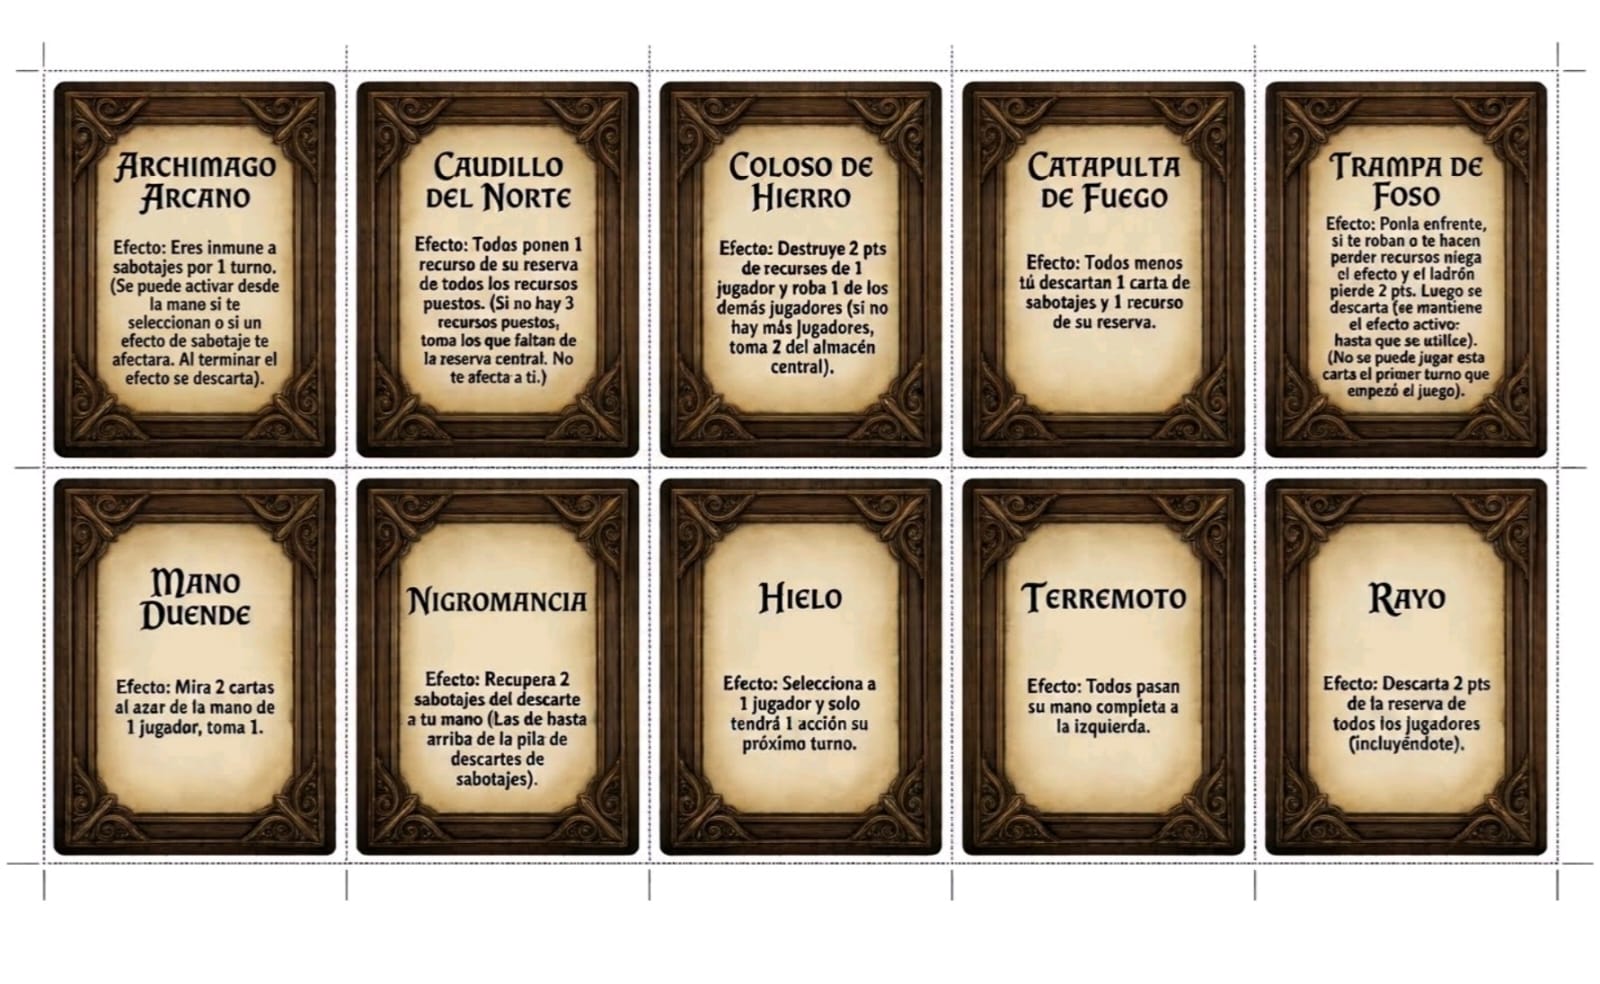 Archimago
Arcano
Efecto: Eres inmune a
sabotajes por 1 turno.
(Se puede activar desde
la mano si te
seleccionan o si un
efecto de sabotaje te
afectara. Al terminar el
efecto se descarta).
Caudillo
del Norte
Efecto: Todos ponen 1
recurso de su reserva
de todos los recursos
puestos. (Si no hay 3
recursos puestos,
toma los que faltan de
la reserva central. No
te afecta a ti.)
Coloso de
Hierro
Efecto: Destruye 2 pts
de recurses de 1
jugador y roba 1 de los
demás jugadores (si no
hay más Jugadores,
toma 2 del almacén
central).
Catapulta
de Fuego
Efecto: Todos menos
tú descartan 1 carta de
sabotajes y 1 recurso
de su reserva.
Trampa de
Foso
Efecto: Ponla enfrente,
si te roban o te hacen
perder recursos niega
el efecto y el ladrón
pierde 2 pts. Luego se
descarta (se mantiene
el efecto activo:
hasta que se utilice).
(No se puede jugar esta
carta el primer turno que
empezó el juego).
Mano
Duende
Efecto: Mira 2 cartas
al azar de la mano de
1 jugador, toma 1.
Nigromancia
Efecto: Recupera 2
sabotajes del descarte
a tu mano (Las de hasta
arriba de la pila de
descartes de
sabotajes).
Hielo
Efecto: Selecciona a
1 jugador y solo
tendrá 1 acción su
próximo turno.
Terremoto
Efecto: Todos pasan
su mano completa a
la izquierda.
Rayo
Efecto: Descarta 2 pts
de la reserva de
todos los jugadores
(incluyéndote).